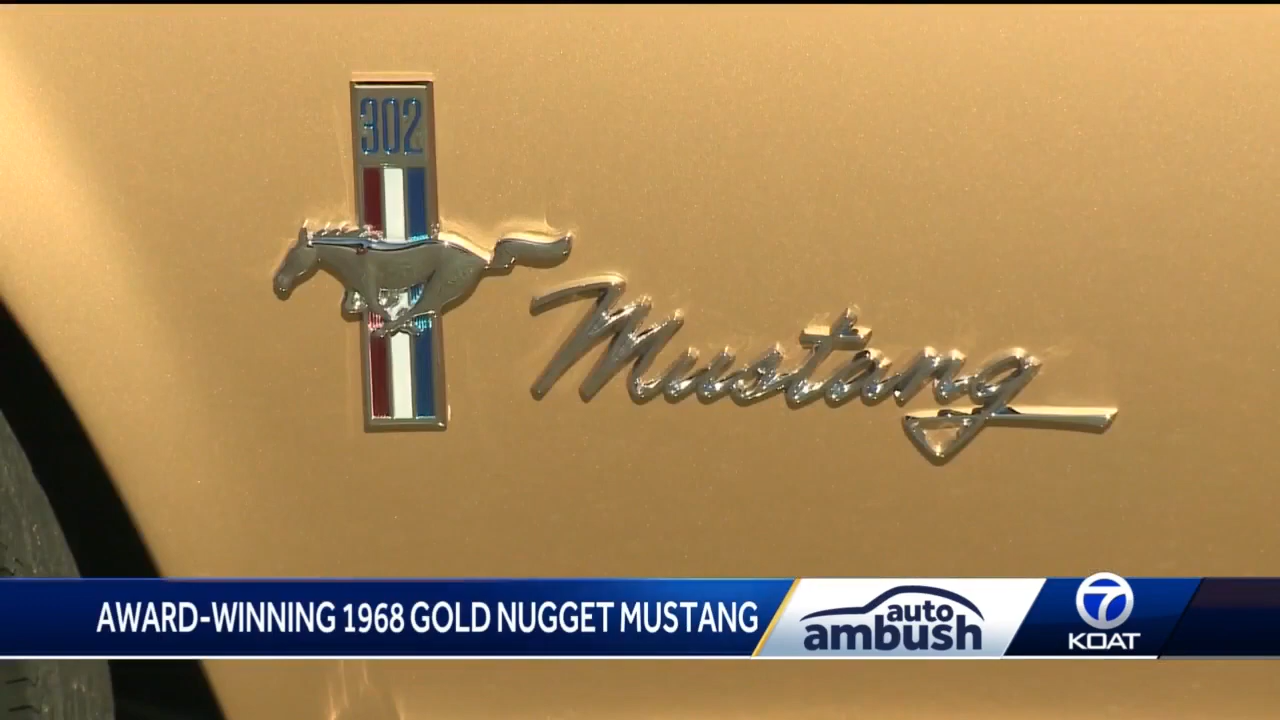 302
Mustang
AWARD-WINNING 1968 GOLD NUGGET MUSTANG
auto
ambush
7
KOAT